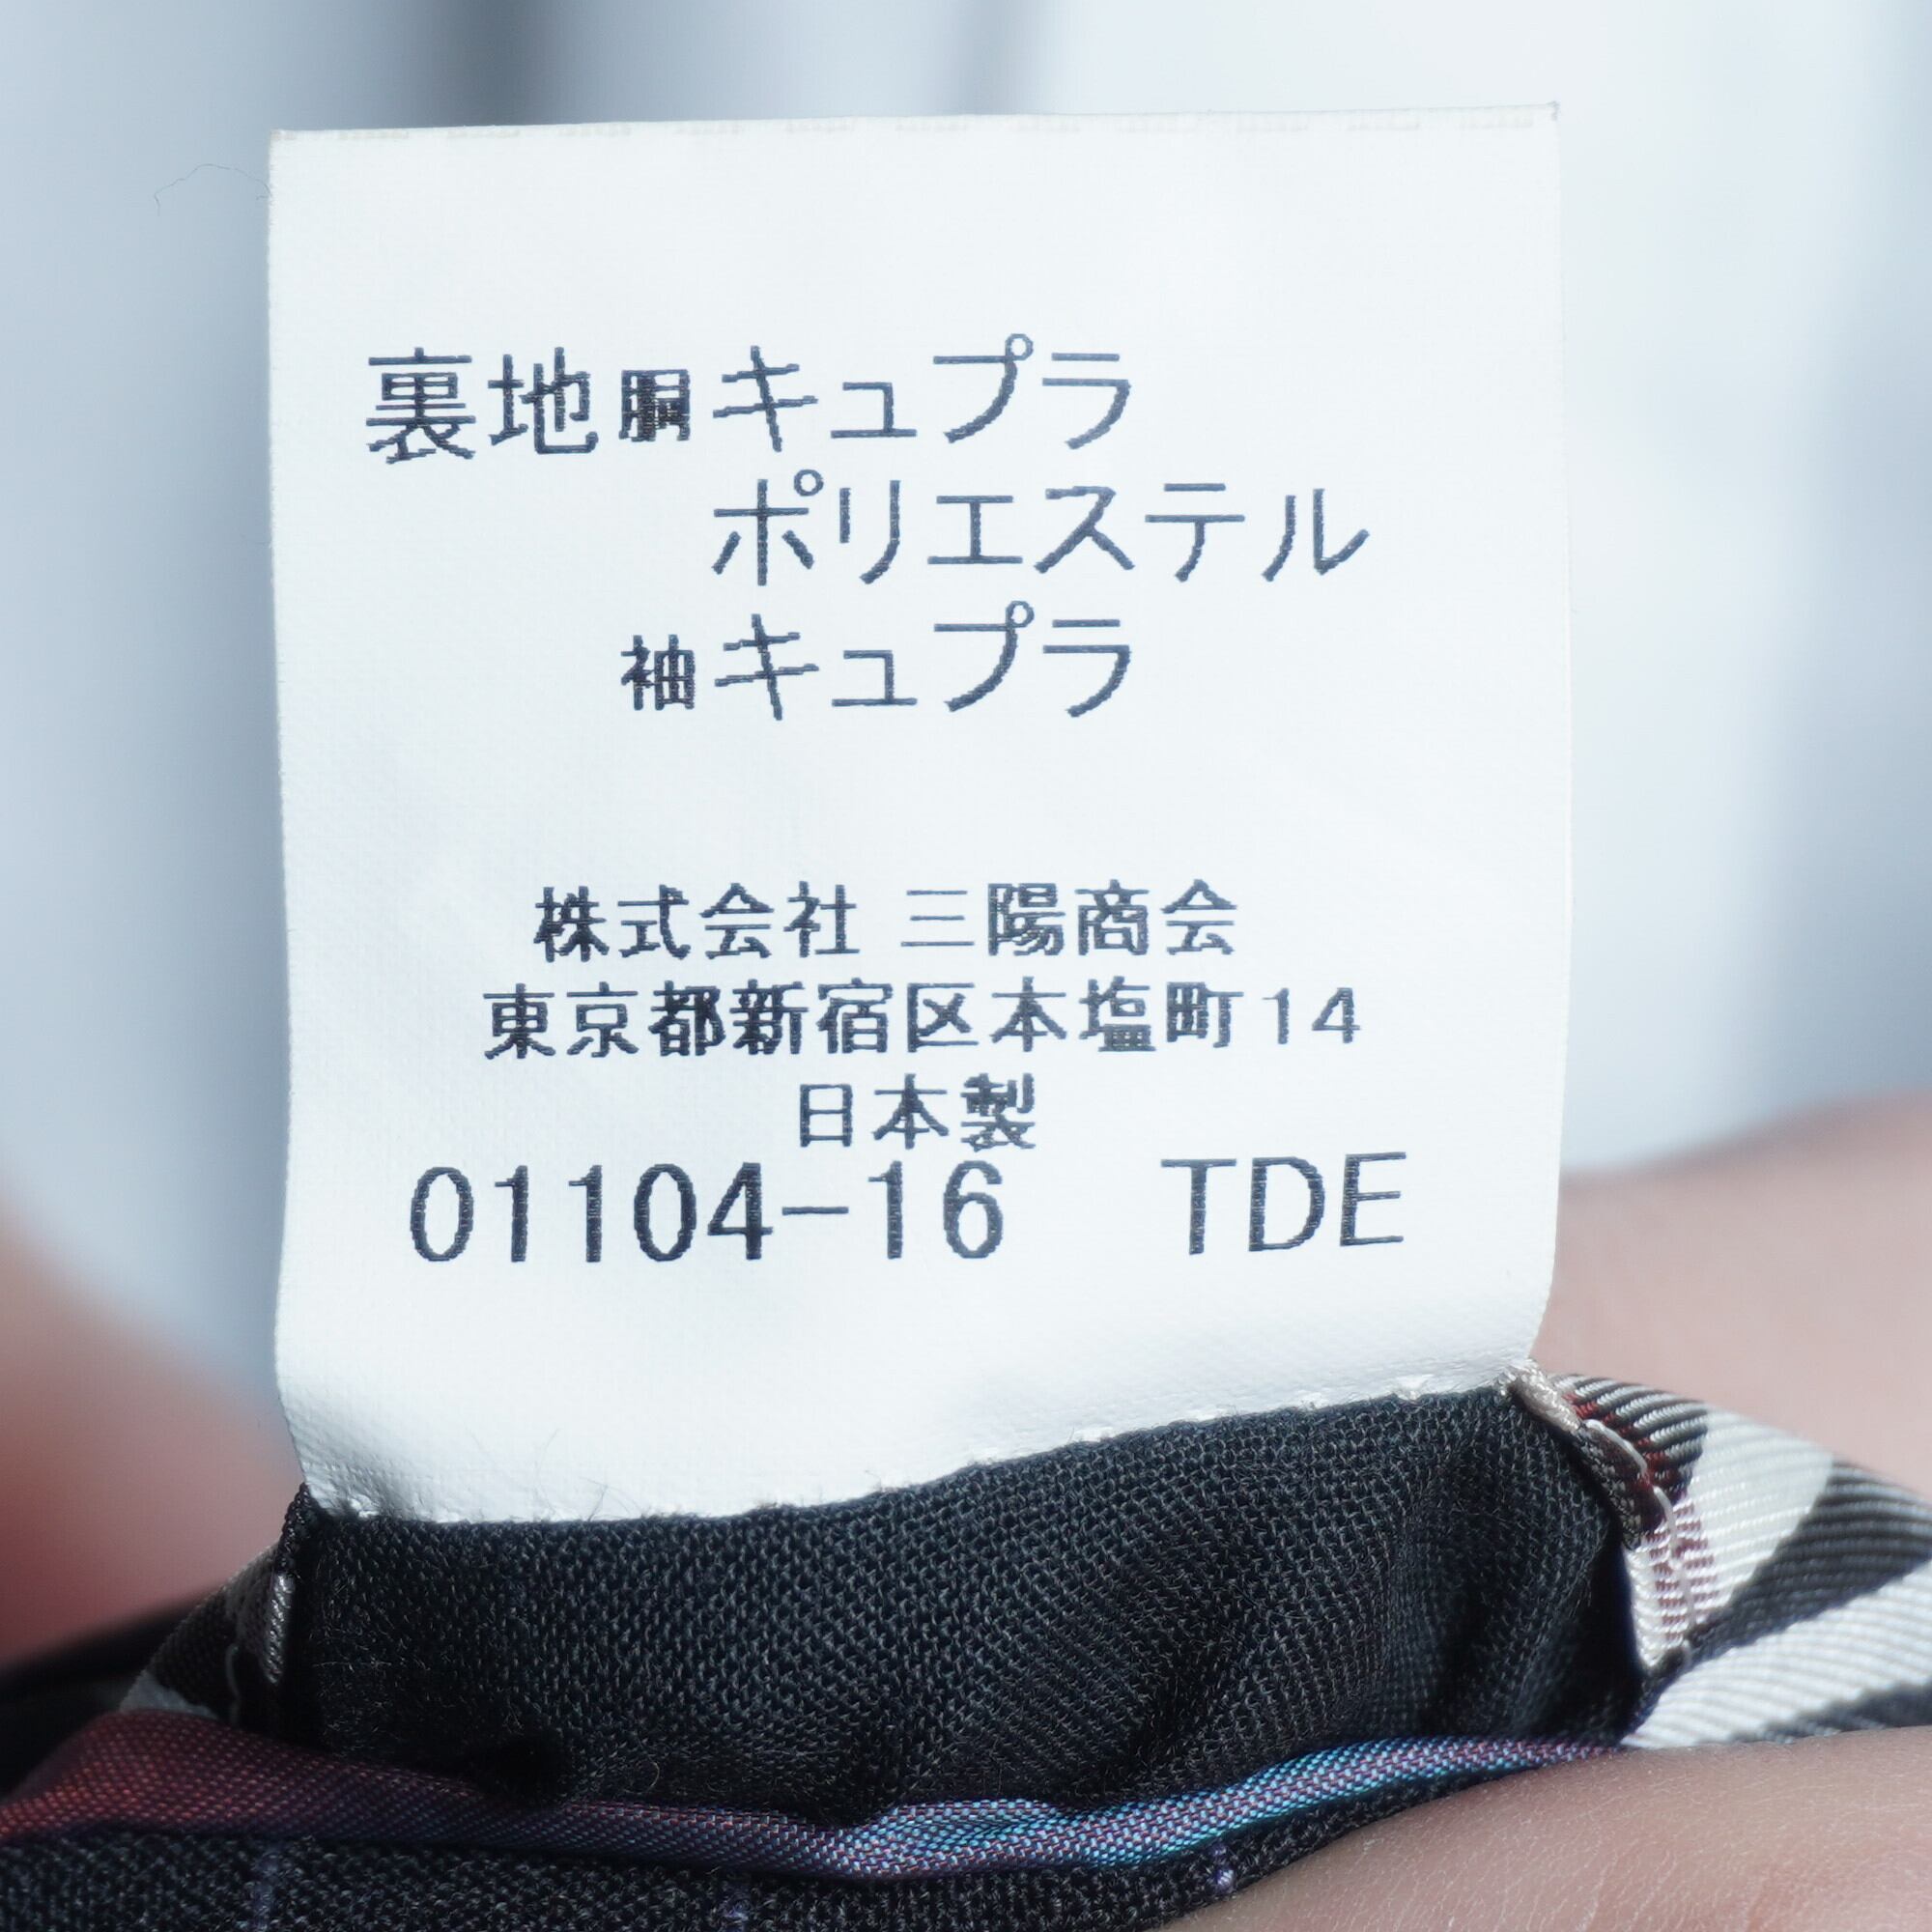 裏地胴キュプラ
ポリエステル
袖キュプラ
株式会社 三陽商会
東京都新宿区本塩町14
日本製
01104-16 TDE